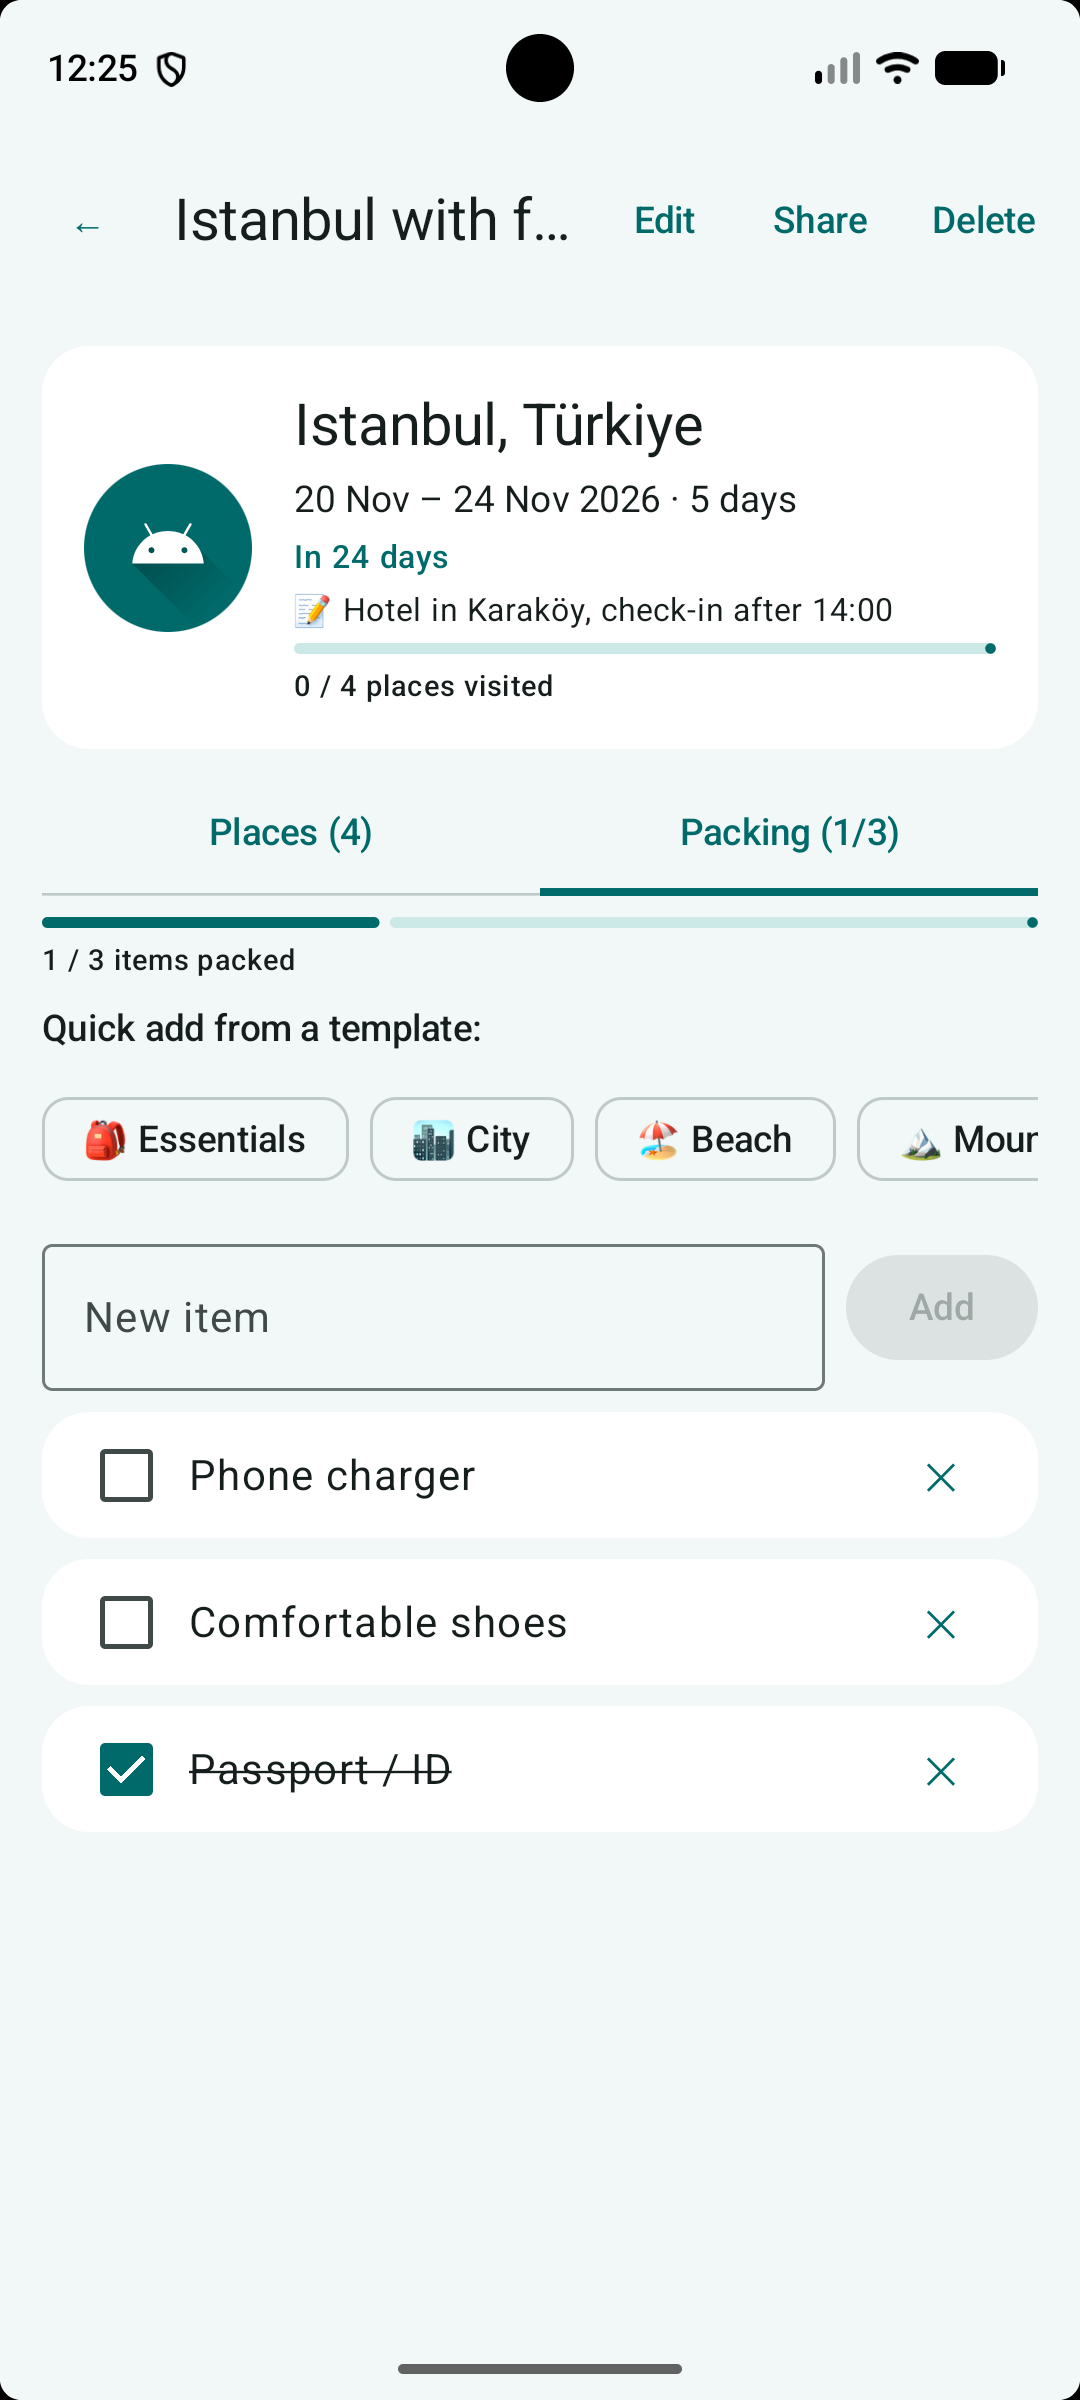 12:25
← Istanbul with f... Edit Share Delete
Istanbul, Türkiye
20 Nov – 24 Nov 2026 · 5 days
In 24 days
📝 Hotel in Karaköy, check-in after 14:00
0 / 4 places visited
Places (4) Packing (1/3)
1 / 3 items packed
Quick add from a template:
🎒 Essentials 🏙️ City 🏖️ Beach 🏔️ Moun
New item Add
Phone charger
Comfortable shoes
Passport / ID